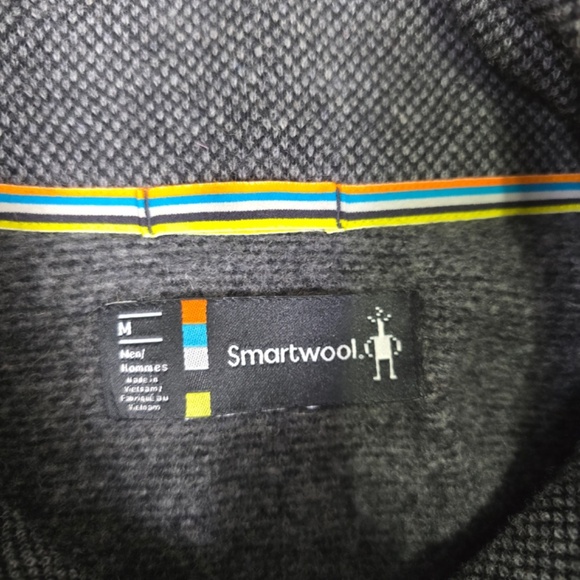 M
Men/
Hommes
Made in
Vietnam/
Fabriqué au
Vietnam
Smartwool.